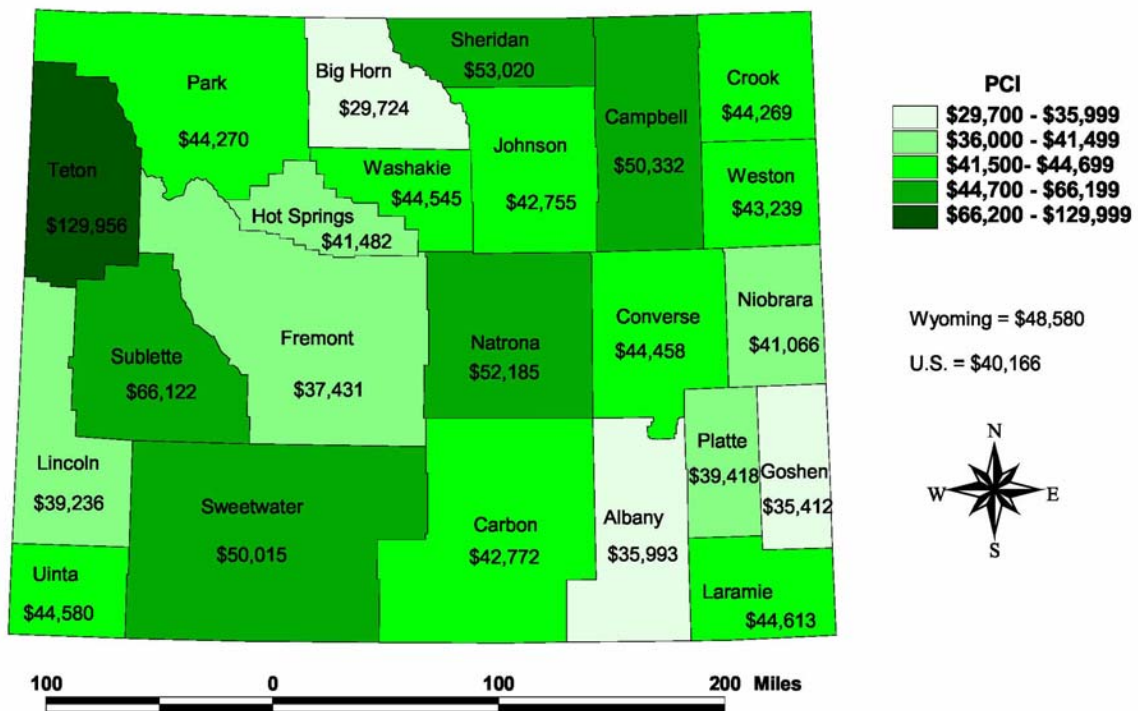 Park
$44,270
Big Horn
$29,724
Sheridan
$53,020
Campbell
$50,332
Crook
$44,269
Teton
$129,956
Washakie
$44,545
Johnson
$42,755
Weston
$43,239
Hot Springs
$41,482
Sublette
$66,122
Fremont
$37,431
Natrona
$52,185
Converse
$44,458
Niobrara
$41,066
Lincoln
$39,236
Sweetwater
$50,015
Carbon
$42,772
Albany
$35,993
Platte
$39,418
Goshen
$35,412
Uinta
$44,580
Laramie
$44,613
PCI
$29,700 - $35,999
$36,000 - $41,499
$41,500- $44,699
$44,700 - $66,199
$66,200 - $129,999
Wyoming = $48,580
U.S. = $40,166
N
W E
S
100 0 100 200 Miles